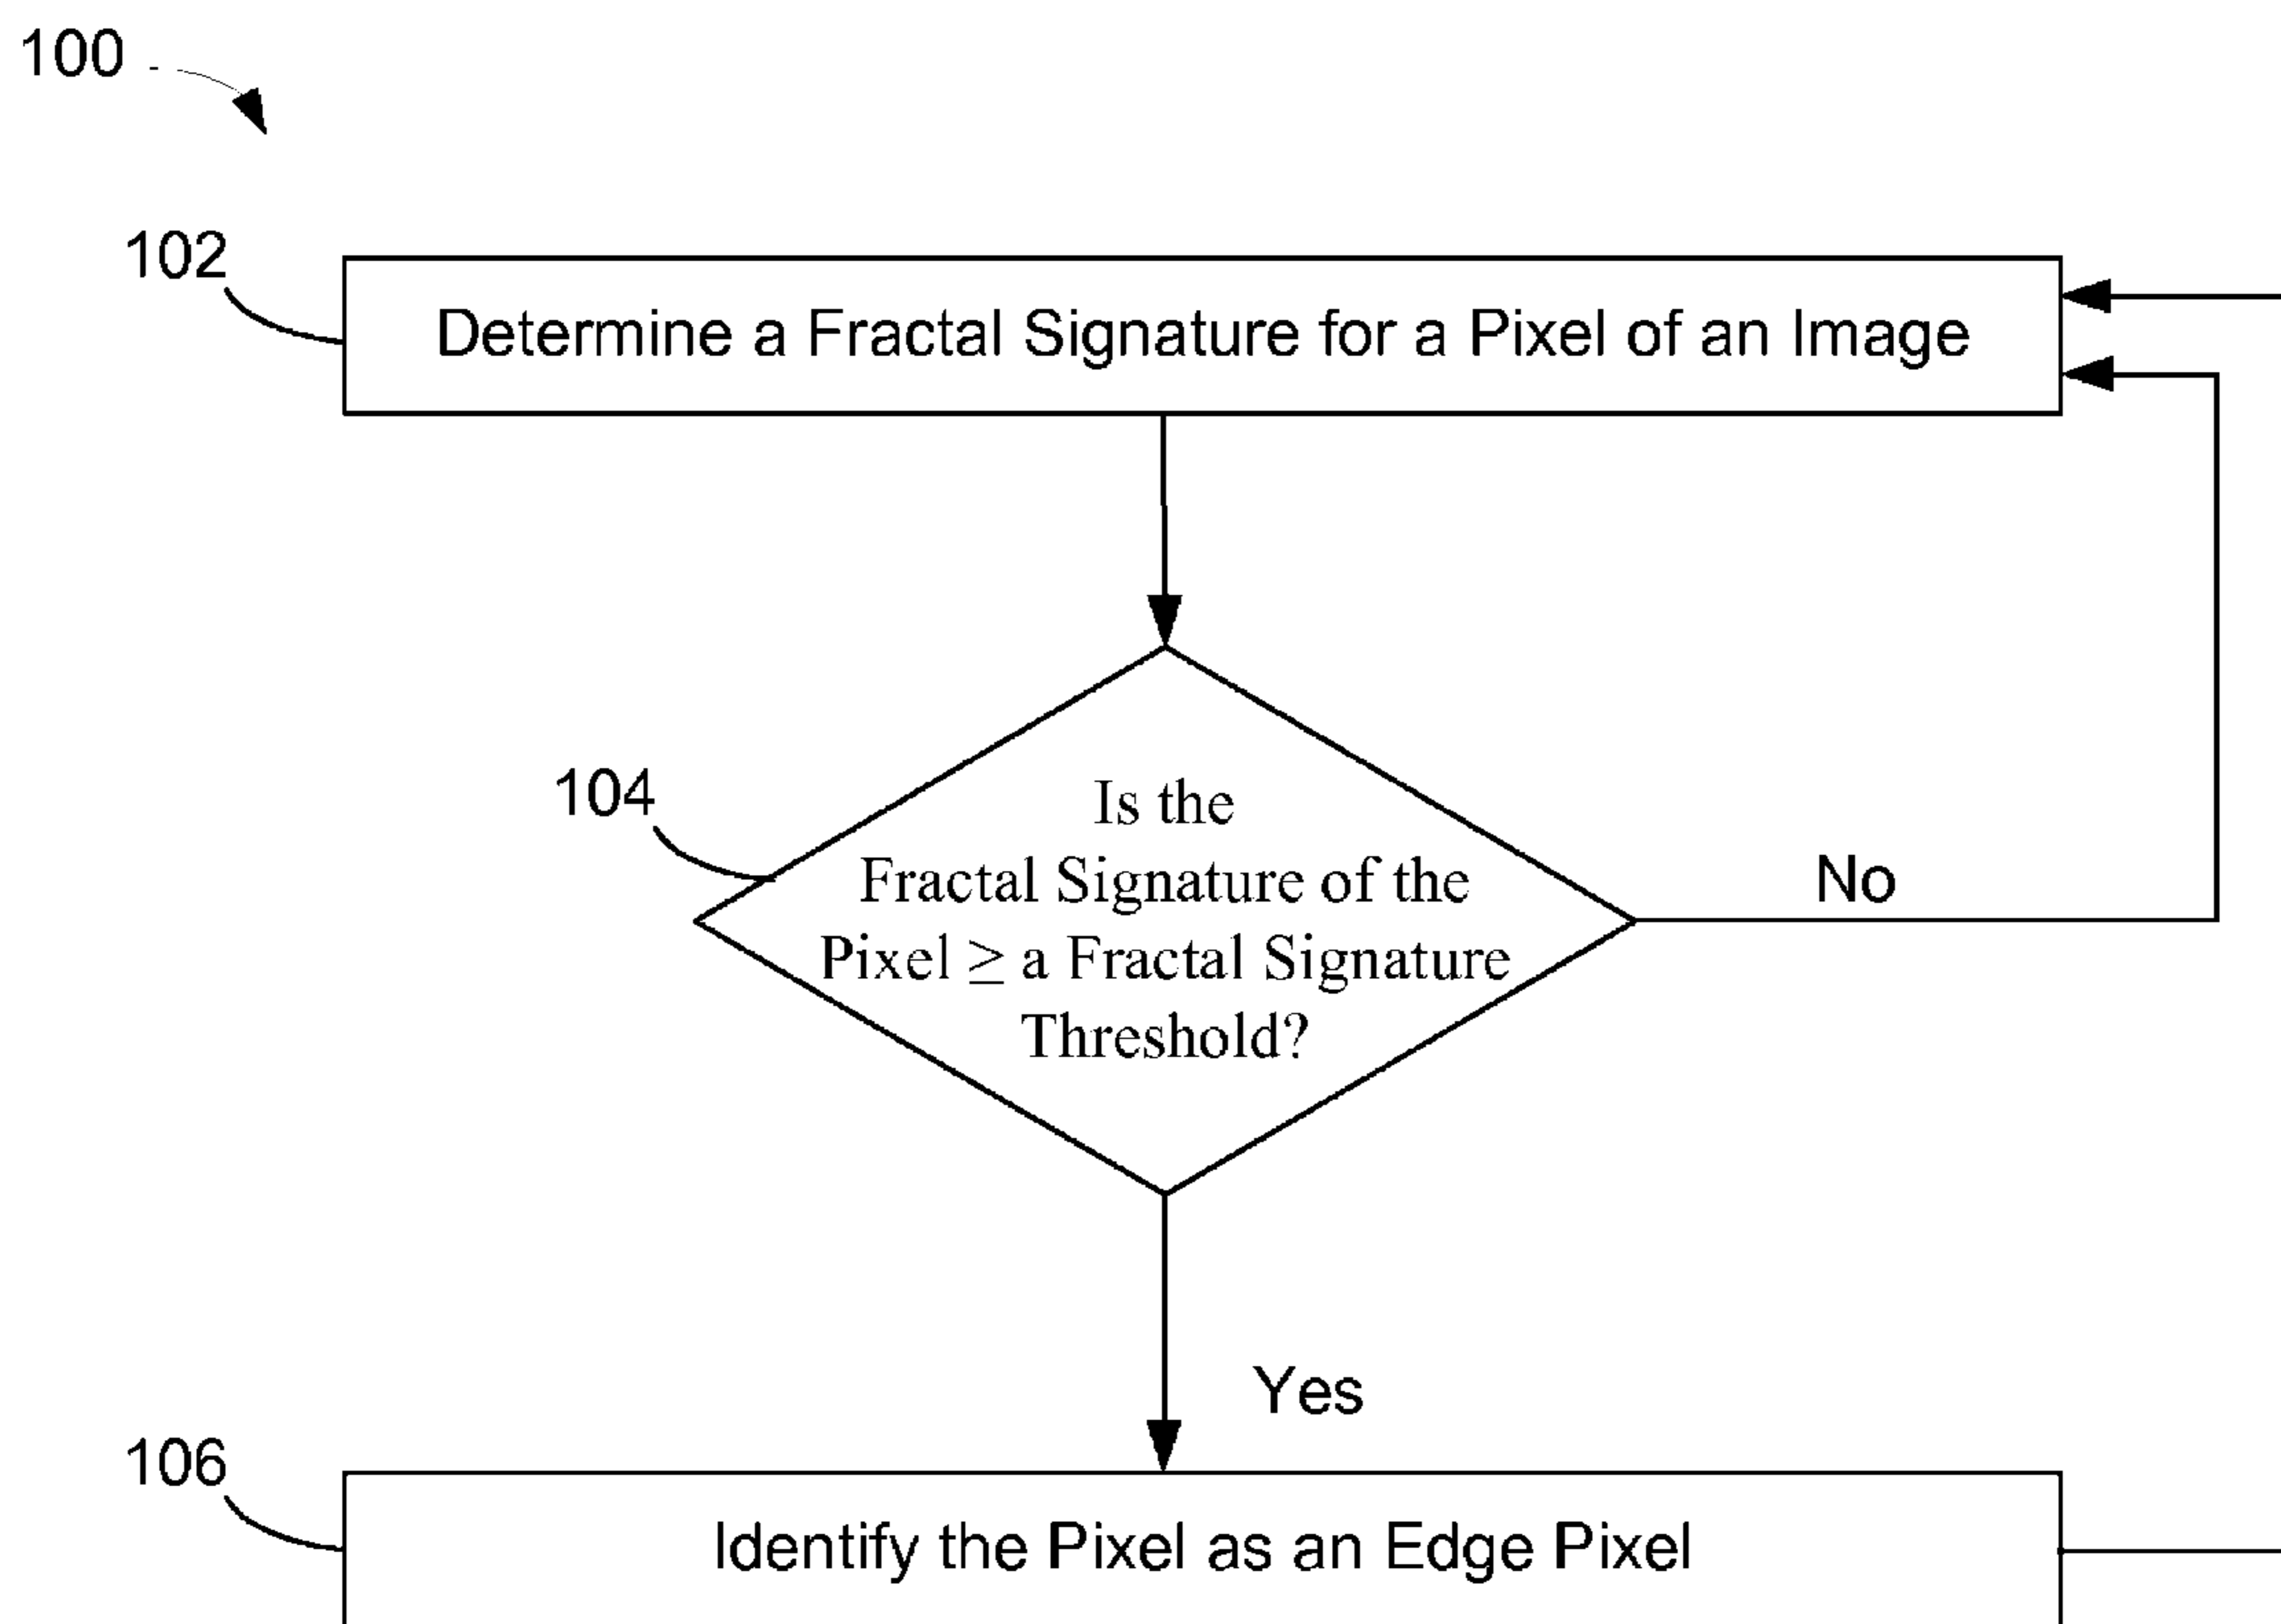 100
102
Determine a Fractal Signature for a Pixel of an Image
104
Is the
Fractal Signature of the
Pixel ≥ a Fractal Signature
Threshold?
No
Yes
106
Identify the Pixel as an Edge Pixel